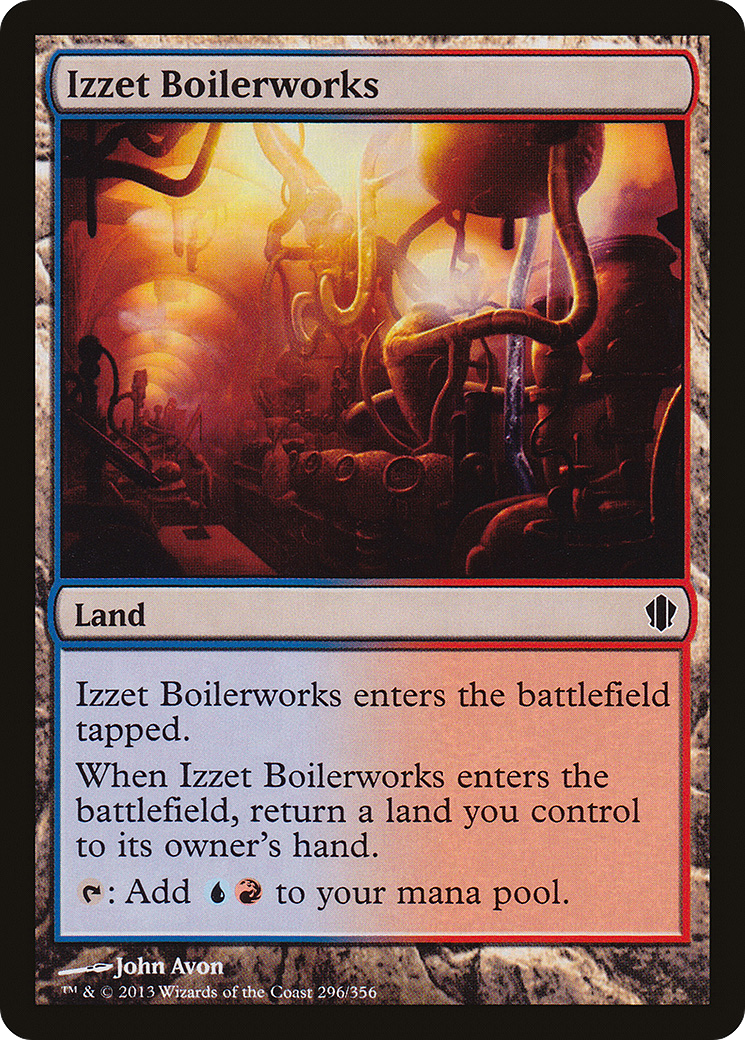 Izzet Boilerworks
Land
Izzet Boilerworks enters the battlefield
tapped.
When Izzet Boilerworks enters the
battlefield, return a land you control
to its owner's hand.
: Add to your mana pool.
John Avon
™ & © 2013 Wizards of the Coast 296/356